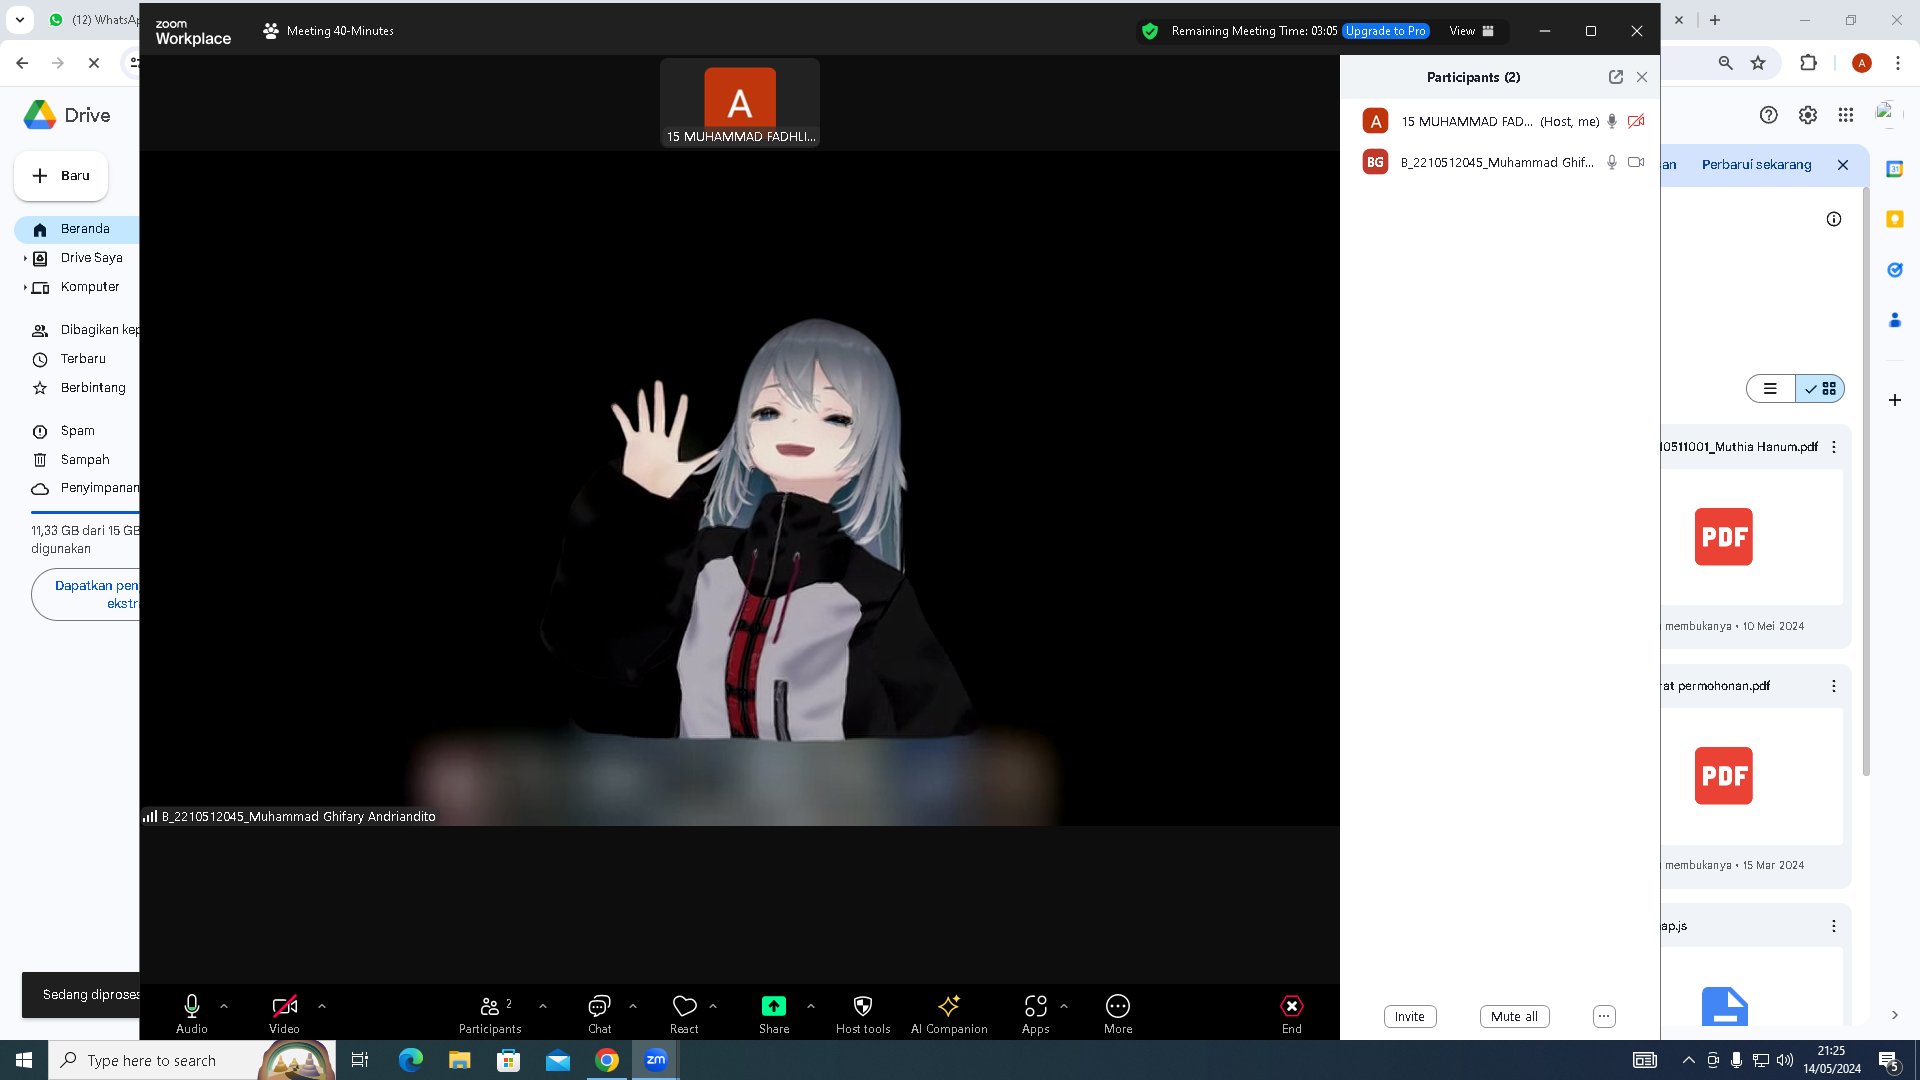 (12) WhatsAp
zoom
Workplace
Meeting 40-Minutes
Remaining Meeting Time: 03:05
Upgrade to Pro
View
A
Drive
Baru
Beranda
Drive Saya
Komputer
Dibagikan kep
Terbaru
Berbintang
Spam
Sampah
Penyimpanan
11,33 GB dari 15 GB
digunakan
Dapatkan pen
ekstr
Sedang diproses
A
15 MUHAMMAD FADHLI...
B_2210512045_Muhammad Ghifary Andriandito
Participants (2)
A
15 MUHAMMAD FAD... (Host, me)
BG
B_2210512045_Muhammad Ghif...
Invite
Mute all
an
Perbarui sekarang
31
10511001_Muthia Hanum.pdf
PDF
membukanya • 10 Mei 2024
rat permohonan.pdf
PDF
membukanya • 15 Mar 2024
ap.js
Audio
Video
2
Participants
Chat
React
Share
Host tools
AI Companion
Apps
More
End
Type here to search
zm
21:25
14/05/2024
5